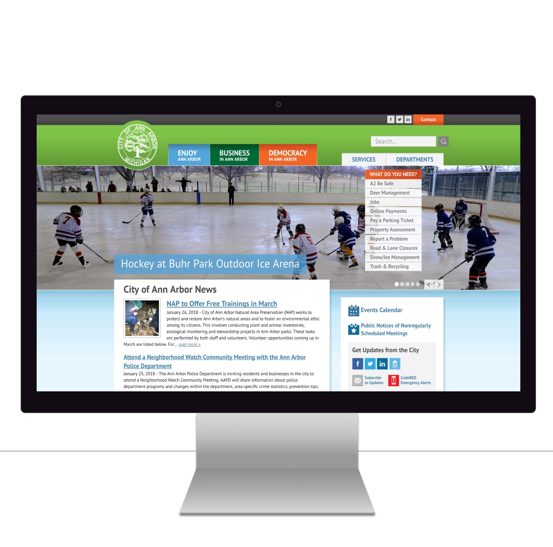 Contact
Search...
CITY OF ANN ARBOR
MICHIGAN
ENJOY
ANN ARBOR
BUSINESS
IN ANN ARBOR
DEMOCRACY
IN ANN ARBOR
SERVICES
DEPARTMENTS
WHAT DO YOU NEED?
A2 Be Safe
Deer Management
Jobs
Online Payments
Pay a Parking Ticket
Property Assessment
Report a Problem
Road & Lane Closures
Snow/Ice Management
Trash & Recycling
Hockey at Buhr Park Outdoor Ice Arena
City of Ann Arbor News
NAP to Offer Free Trainings in March
January 26, 2018 - City of Ann Arbor Natural Area Preservation (NAP) works to
protect and restore Ann Arbor's natural areas and to foster an environmental ethic
among its citizens. This involves conducting plant and animal inventories,
ecological monitoring and stewardship projects in Ann Arbor parks. These tasks
are performed by both staff and volunteers. Volunteer opportunities coming up in
March are listed below. For... read more »
Attend a Neighborhood Watch Community Meeting with the Ann Arbor
Police Department
January 25, 2018 - The Ann Arbor Police Department is inviting residents and businesses in the city to
attend a Neighborhood Watch Community Meeting. AAPD will share information about police
department programs and changes within the department, area-specific crime statistics, prevention tips,
Events Calendar
Public Notices of Nonregularly
Scheduled Meetings
Get Updates from the City
Subscribe
to Updates
CodeRED
Emergency Alerts